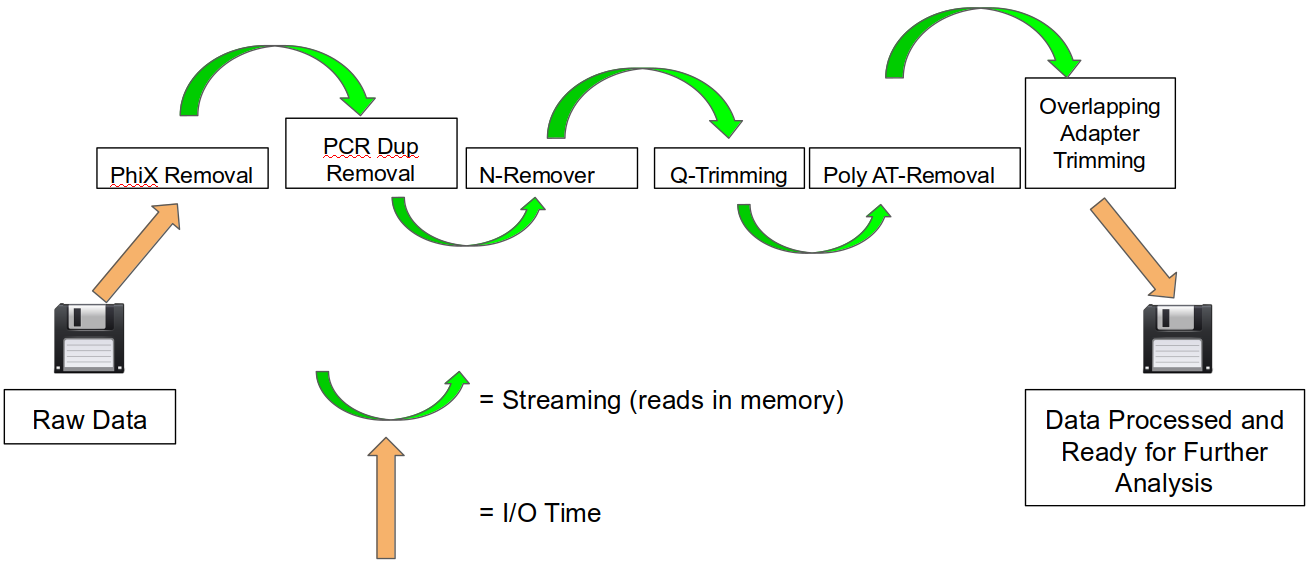 PhiX Removal
PCR Dup
Removal
N-Remover
Q-Trimming
Poly AT-Removal
Overlapping
Adapter
Trimming
Raw Data
= Streaming (reads in memory)
= I/O Time
Data Processed and
Ready for Further
Analysis